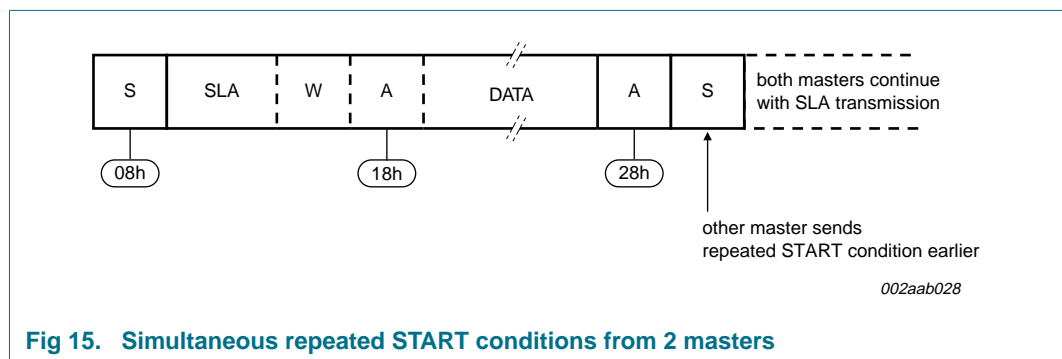 S SLA W A DATA A S both masters continue
with SLA transmission
08h 18h 28h
other master sends
repeated START condition earlier
002aab028
Fig 15. Simultaneous repeated START conditions from 2 masters